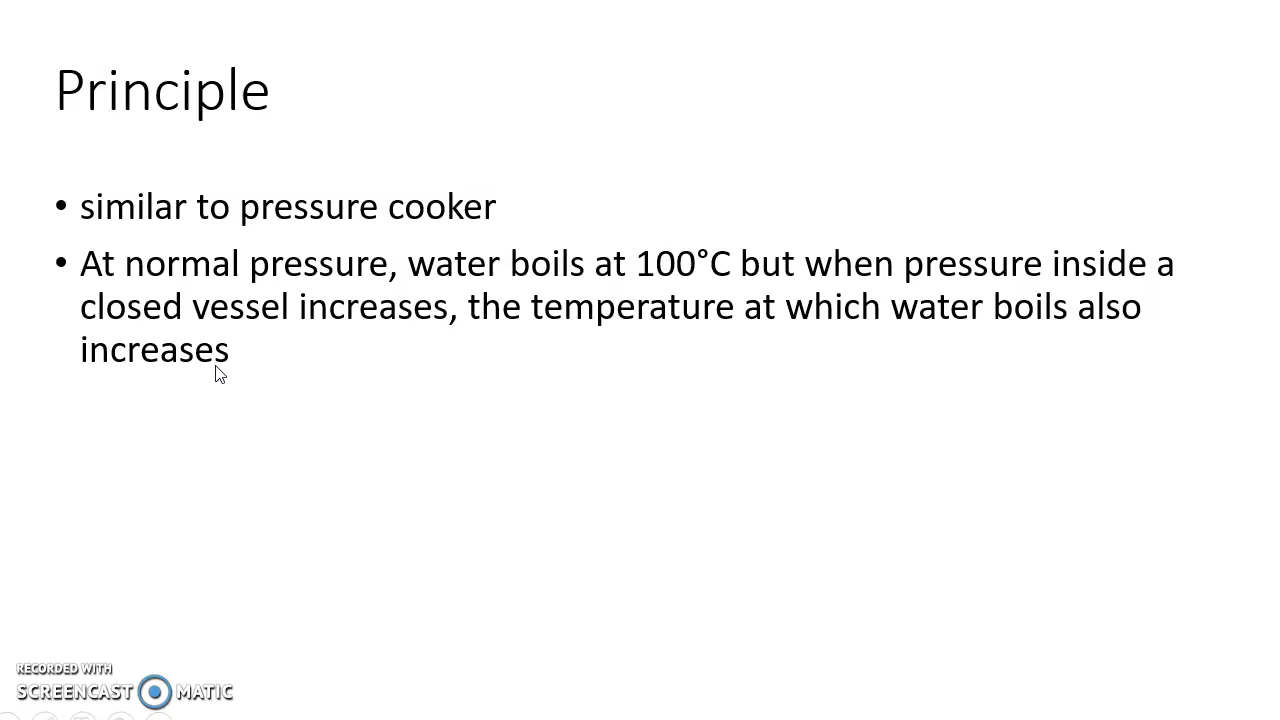 Principle
• similar to pressure cooker
• At normal pressure, water boils at 100°C but when pressure inside a
closed vessel increases, the temperature at which water boils also
increases
RECORDED WITH
SCREENCAST MATIC